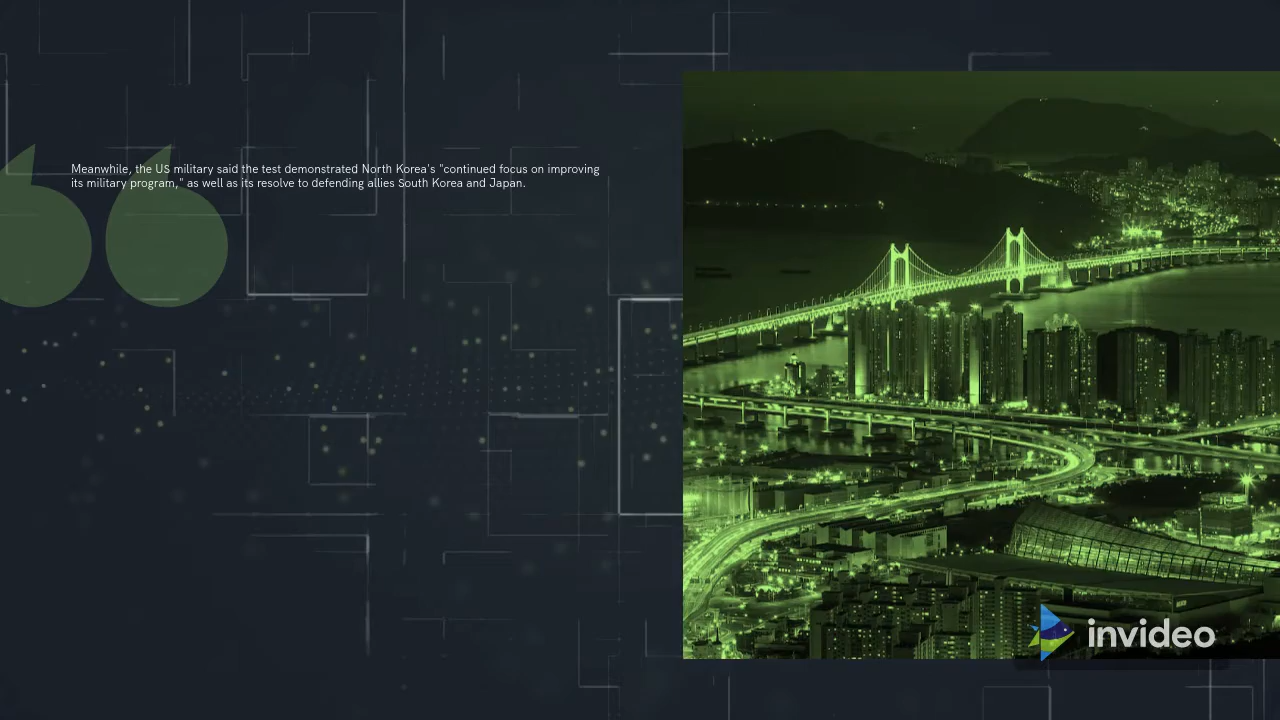 Meanwhile, the US military said the test demonstrated North Korea's "continued focus on improving
its military program," as well as its resolve to defending allies South Korea and Japan.
invideo